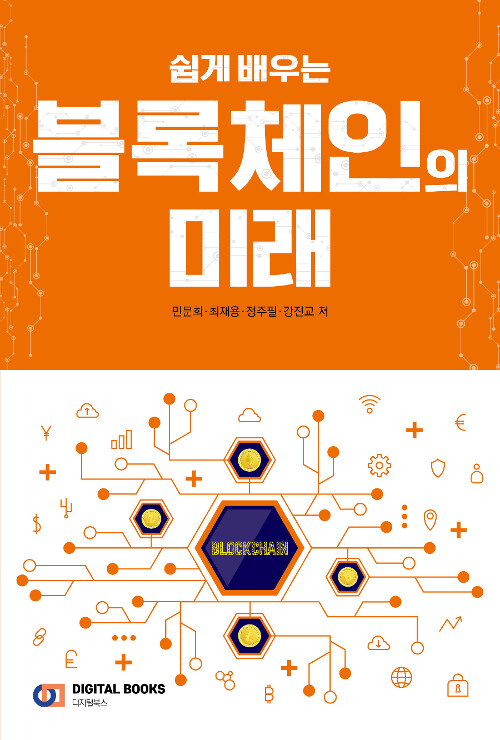 쉽게 배우는
블록체인의
미래
민문희·최재용·정주필·강진교 저
BLOCKCHAIN
DIGITAL BOOKS
디지털북스